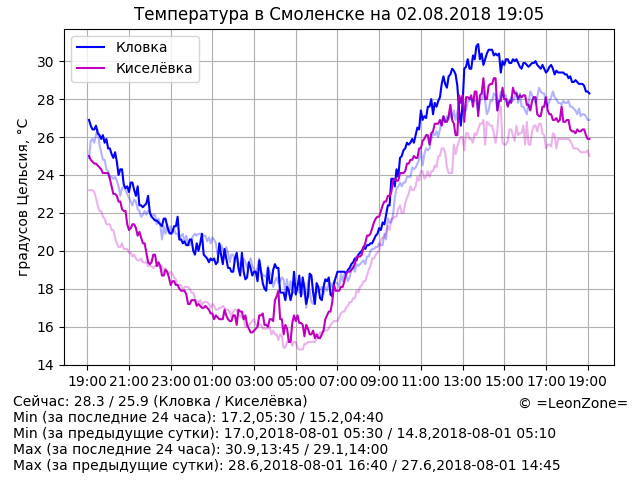 Температура в Смоленске на 02.08.2018 19:05
Кловка
Киселёвка
градусов Цельсия, °C
30
28
26
24
22
20
18
16
14
19:00 21:00 23:00 01:00 03:00 05:00 07:00 09:00 11:00 13:00 15:00 17:00 19:00
Сейчас: 28.3 / 25.9 (Кловка / Киселёвка)
© =LeonZone=
Min (за последние 24 часа): 17.2,05:30 / 15.2,04:40
Min (за предыдущие сутки): 17.0,2018-08-01 05:30 / 14.8,2018-08-01 05:10
Max (за последние 24 часа): 30.9,13:45 / 29.1,14:00
Max (за предыдущие сутки): 28.6,2018-08-01 16:40 / 27.6,2018-08-01 14:45